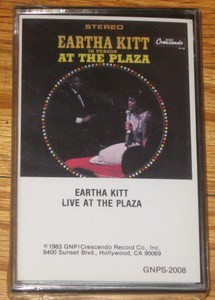 STEREO
EARTHA KITT
Crescendo
IN PERSON
AT THE PLAZA
EARTHA KITT
LIVE AT THE PLAZA
℗1983 GNP/Crescendo Record Co., Inc.
8400 Sunset Blvd., Hollywood, CA 90069
GNPS-2008